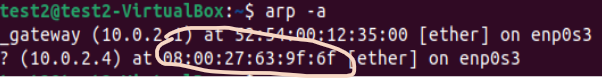 test2@test2-VirtualBox:~$ arp -a
_gateway (10.0.2.1) at 52:54:00:12:35:00 [ether] on enp0s3
? (10.0.2.4) at 08:00:27:63:9f:6f [ether] on enp0s3